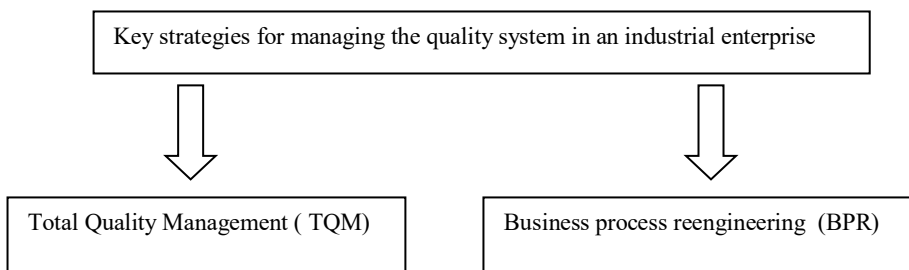 Key strategies for managing the quality system in an industrial enterprise
Total Quality Management ( TQM)
Business process reengineering (BPR)